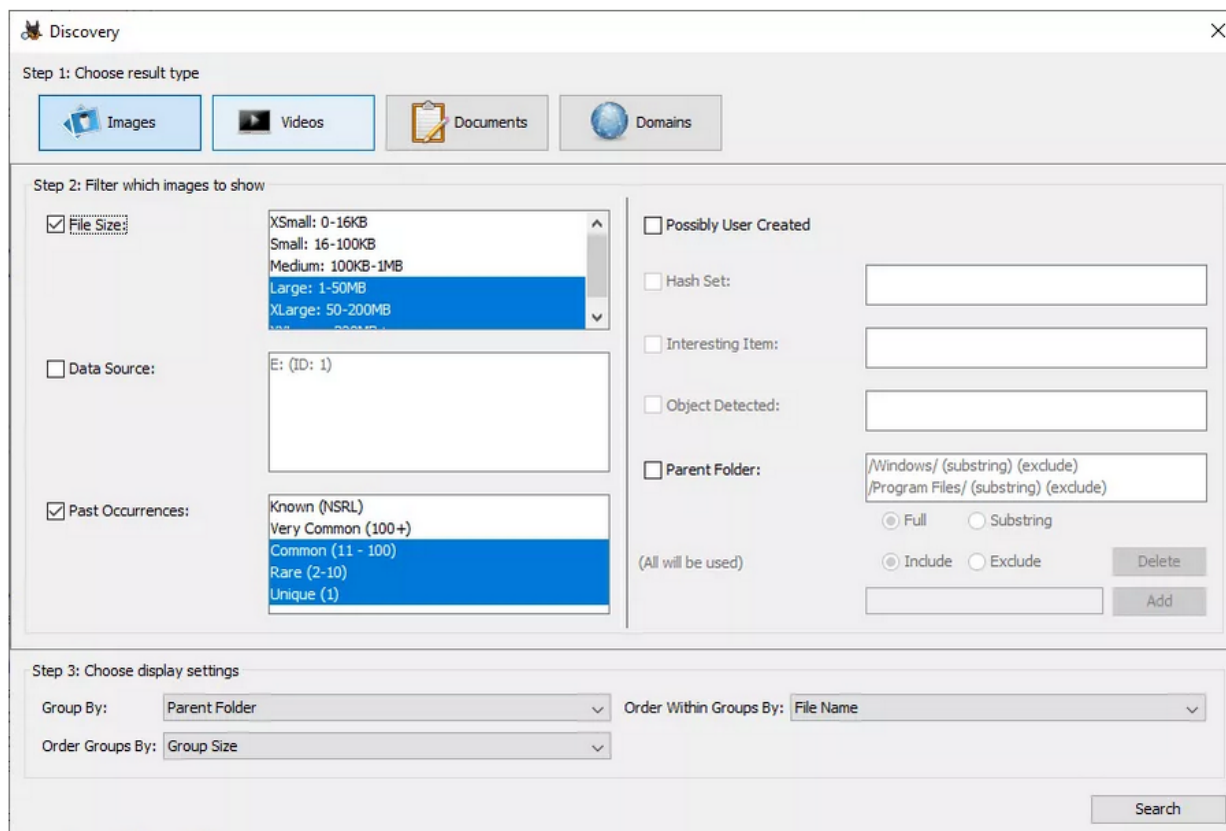 Discovery
Step 1: Choose result type
Images
Videos
Documents
Domains
Step 2: Filter which images to show
File Size:
XSmall: 0-16KB
Small: 16-100KB
Medium: 100KB-1MB
Large: 1-50MB
XLarge: 50-200MB
Data Source:
E: (ID: 1)
Past Occurrences:
Known (NSRL)
Very Common (100+)
Common (11 - 100)
Rare (2-10)
Unique (1)
Possibly User Created
Hash Set:
Interesting Item:
Object Detected:
Parent Folder:
/Windows/ (substring) (exclude)
/Program Files/ (substring) (exclude)
Full
Substring
(All will be used)
Include
Exclude
Delete
Add
Step 3: Choose display settings
Group By:
Parent Folder
Order Within Groups By:
File Name
Order Groups By:
Group Size
Search